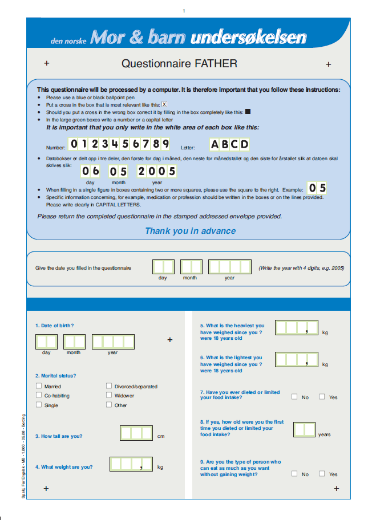 1
den norske Mor & barn undersøkelsen
Questionnaire FATHER
This questionnaire will be processed by a computer. It is therefore important that you follow these instructions:
Please use a blue or black ballpoint pen
Put a cross in the box that is most relevant like this: x
Should you put a cross in the wrong box correct it by filling in the box completely like this:
In the large green boxes write a number or a capital letter
It is important that you only write in the white area of each box like this:
Number: 0 1 2 3 4 5 6 7 8 9 Letter: A B C D
Datobokser er delt opp i tre deler, den første for dag i måned, den neste for måned og den siste for årstallet slik at datoen skal
skrives slik:
0 6 0 5 2 0 0 5
day month year
When filling in a single figure in boxes containing two or more squares, please use the square to the right. Example: 0 5
Specific information concerning, for example, medication or profession should be written in the boxes or on the lines provided.
Please write clearly in CAPITAL LETTERS.
Please return the completed questionnaire in the stamped addressed envelope provided.
Thank you in advance
Give the date you filled in the questionnaire
day month year
(Write the year with 4 digits, e.g. 2005)
1. Date of birth?
day month year
2. Marital status?
Married
Divorced/separated
Co habiting
Widower
Single
Other
3. How tall are you? cm
4. What weight are you? , kg
5. What is the heaviest you
have weighed since you ?
were 18 years old
, kg
6. What is the lightest you
have weighed since you ?
were 18 years old
, kg
7. Have you ever dieted or limited
your food intake?
No Yes
8. If yes, how old were you the first
time you dieted or limited your
food intake?
years
9. Are you the type of person who
can eat as much as you want
without gaining weight?
No Yes